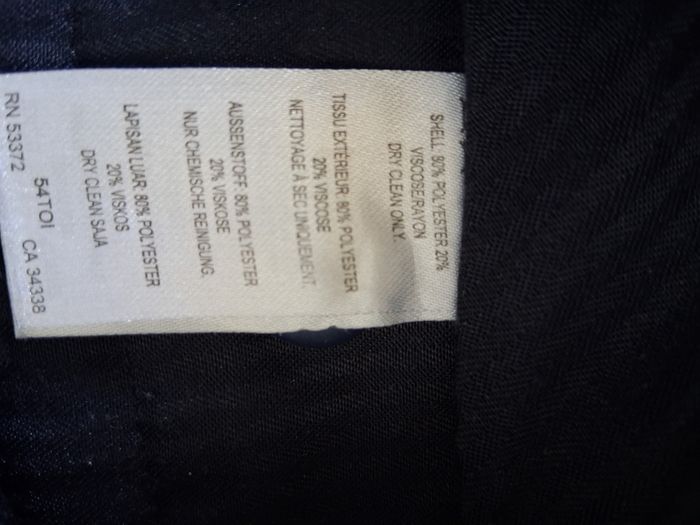 SHELL: 80% POLYESTER 20%
VISCOSE/RAYON
DRY CLEAN ONLY.
TISSU EXTÉRIEUR: 80% POLYESTER
20% VISCOSE
NETTOYAGE À SEC UNIQUEMENT.
AUSSENSTOFF: 80% POLYESTER
20% VISKOSE
NUR CHEMISCHE REINIGUNG.
LAPISAN LUAR: 80% POLYESTER
20% VISKOS
DRY CLEAN SAJA
54TOI
RN 53372 CA 34338